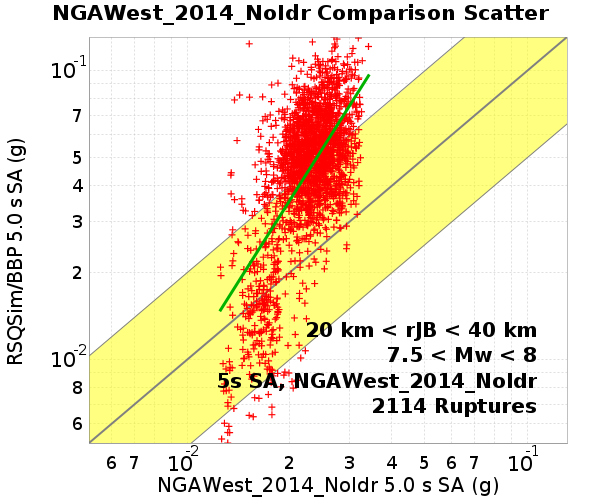 NGAWest_2014_NoIdr Comparison Scatter
RSQSim/BBP 5.0 s SA (g)
10-1
7
5
4
3
2
10-2
8
6
20 km < rJB < 40 km
7.5 < Mw < 8
5s SA, NGAWest_2014_NoIdr
2114 Ruptures
6 7 10-2 2 3 4 5 6 7 10-1
NGAWest_2014_NoIdr 5.0 s SA (g)